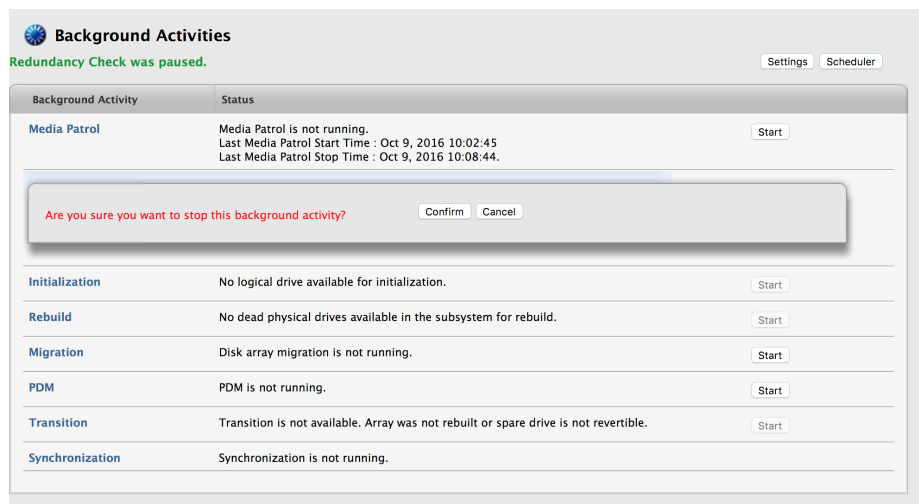 Background Activities
Redundancy Check was paused.
Settings
Scheduler
Background Activity
Status
Media Patrol
Media Patrol is not running.
Start
Last Media Patrol Start Time : Oct 9, 2016 10:02:45
Last Media Patrol Stop Time : Oct 9, 2016 10:08:44.
Are you sure you want to stop this background activity?
Confirm
Cancel
Initialization
No logical drive available for initialization.
Start
Rebuild
No dead physical drives available in the subsystem for rebuild.
Start
Migration
Disk array migration is not running.
Start
PDM
PDM is not running.
Start
Transition
Transition is not available. Array was not rebuilt or spare drive is not revertible.
Start
Synchronization
Synchronization is not running.